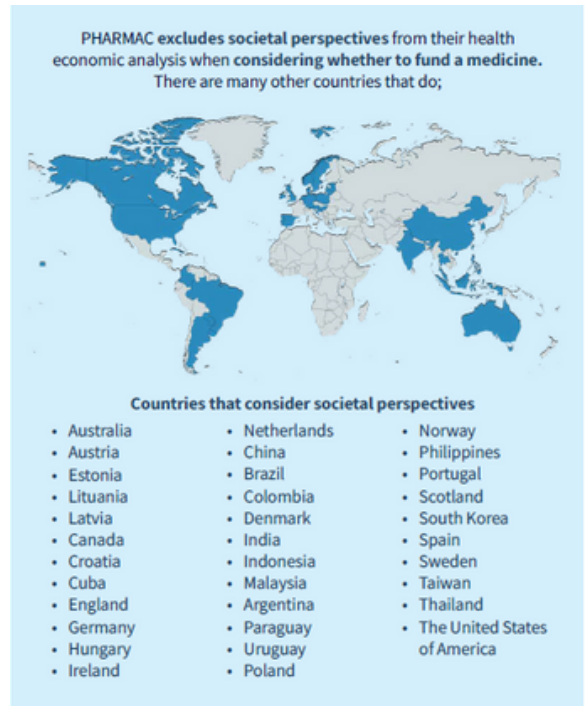 PHARMAC excludes societal perspectives from their health
economic analysis when considering whether to fund a medicine.
There are many other countries that do;
Countries that consider societal perspectives
• Australia
• Austria
• Estonia
• Lituania
• Latvia
• Canada
• Croatia
• Cuba
• England
• Germany
• Hungary
• Ireland
• Netherlands
• China
• Brazil
• Colombia
• Denmark
• India
• Indonesia
• Malaysia
• Argentina
• Paraguay
• Uruguay
• Poland
• Norway
• Philippines
• Portugal
• Scotland
• South Korea
• Spain
• Sweden
• Taiwan
• Thailand
• The United States
of America